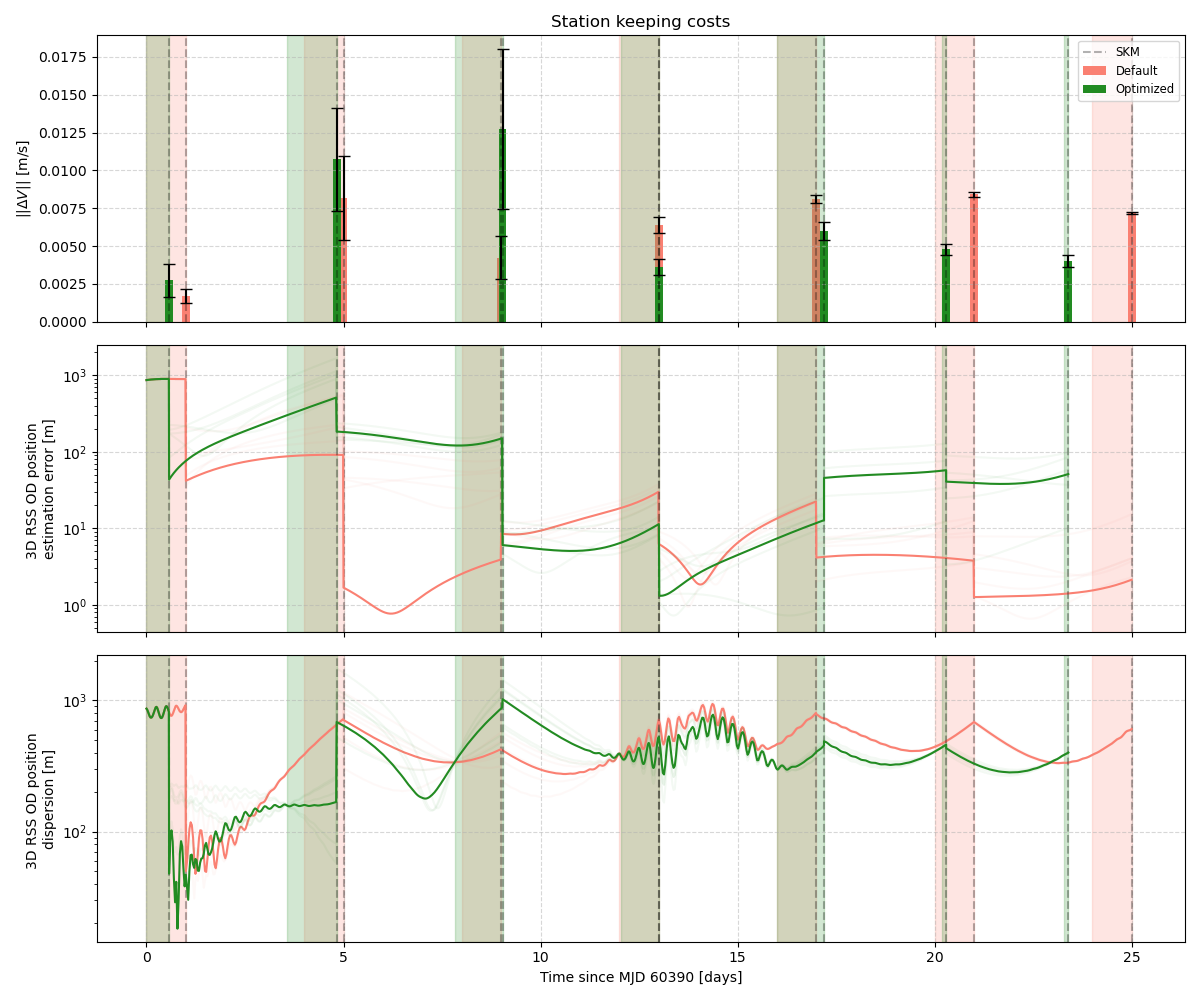 Station keeping costs
||ΔV|| [m/s]
0.0175
0.0150
0.0125
0.0100
0.0075
0.0050
0.0025
0.0000
SKM
Default
Optimized
3D RSS OD position
estimation error [m]
10³
10²
10¹
10⁰
3D RSS OD position
dispersion [m]
10³
10²
0 5 10 15 20 25
Time since MJD 60390 [days]